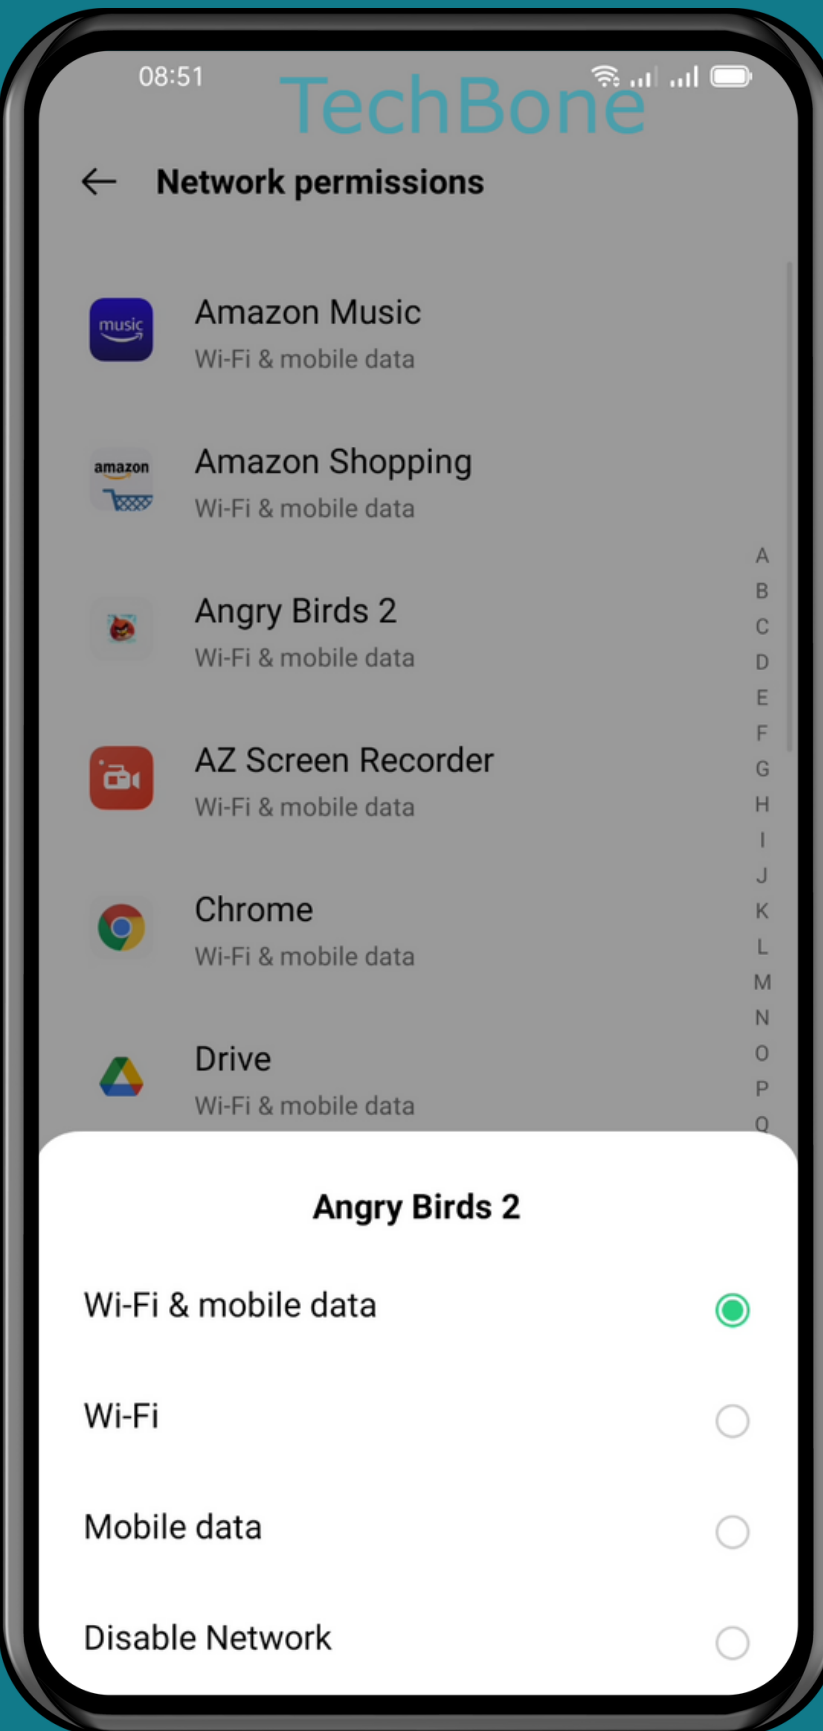 08:51
TechBone
Network permissions
music
Amazon Music
Wi-Fi & mobile data
amazon
Amazon Shopping
Wi-Fi & mobile data
Angry Birds 2
Wi-Fi & mobile data
AZ Screen Recorder
Wi-Fi & mobile data
Chrome
Wi-Fi & mobile data
Drive
Wi-Fi & mobile data
A
B
C
D
E
F
G
H
I
J
K
L
M
N
O
P
Q
Angry Birds 2
Wi-Fi & mobile data
Wi-Fi
Mobile data
Disable Network